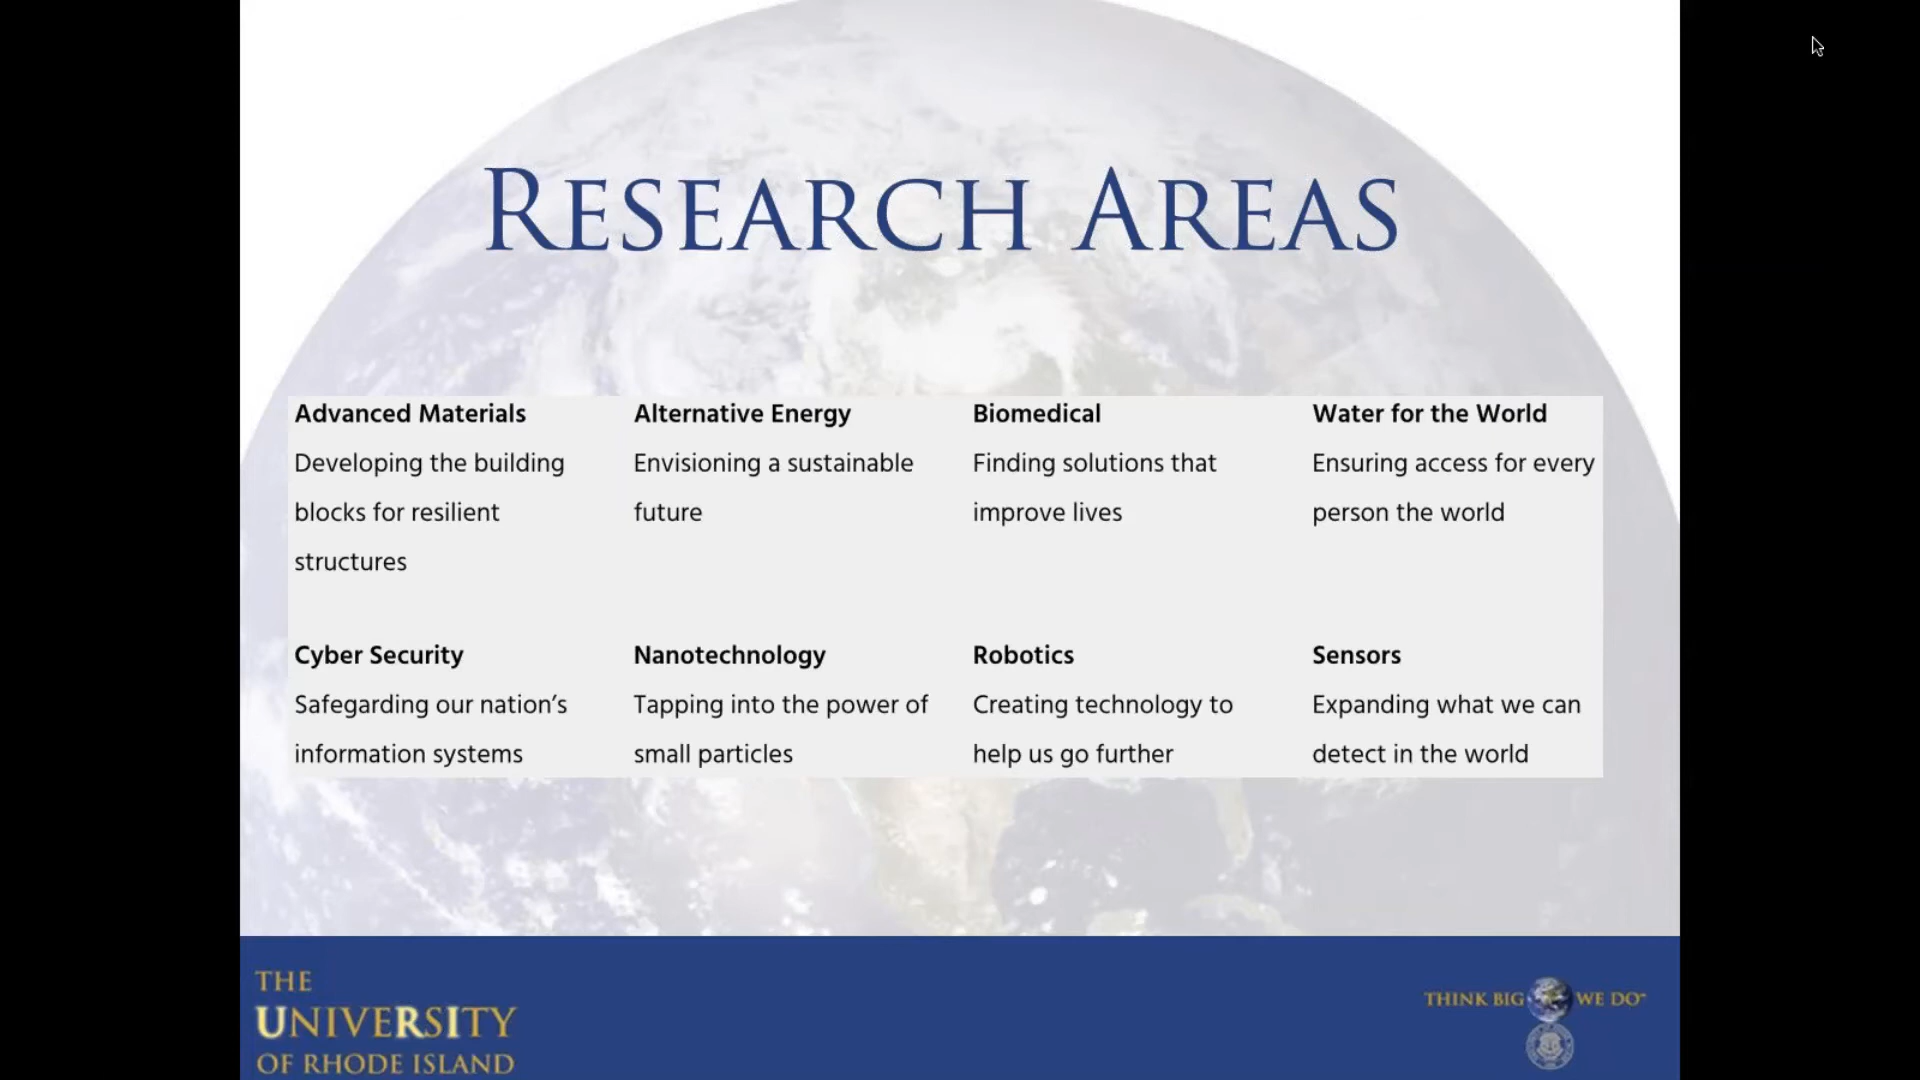 RESEARCH AREAS
Advanced Materials
Developing the building
blocks for resilient
structures
Alternative Energy
Envisioning a sustainable
future
Biomedical
Finding solutions that
improve lives
Water for the World
Ensuring access for every
person the world
Cyber Security
Safegarding our nation’s
information systems
Nanotechnology
Tapping into the power of
small particles
Robotics
Creating technology to
help us go further
Sensors
Expanding what we can
detect in the world
THE
UNIVERSITY
OF RHODE ISLAND
THINK BIG WE DO